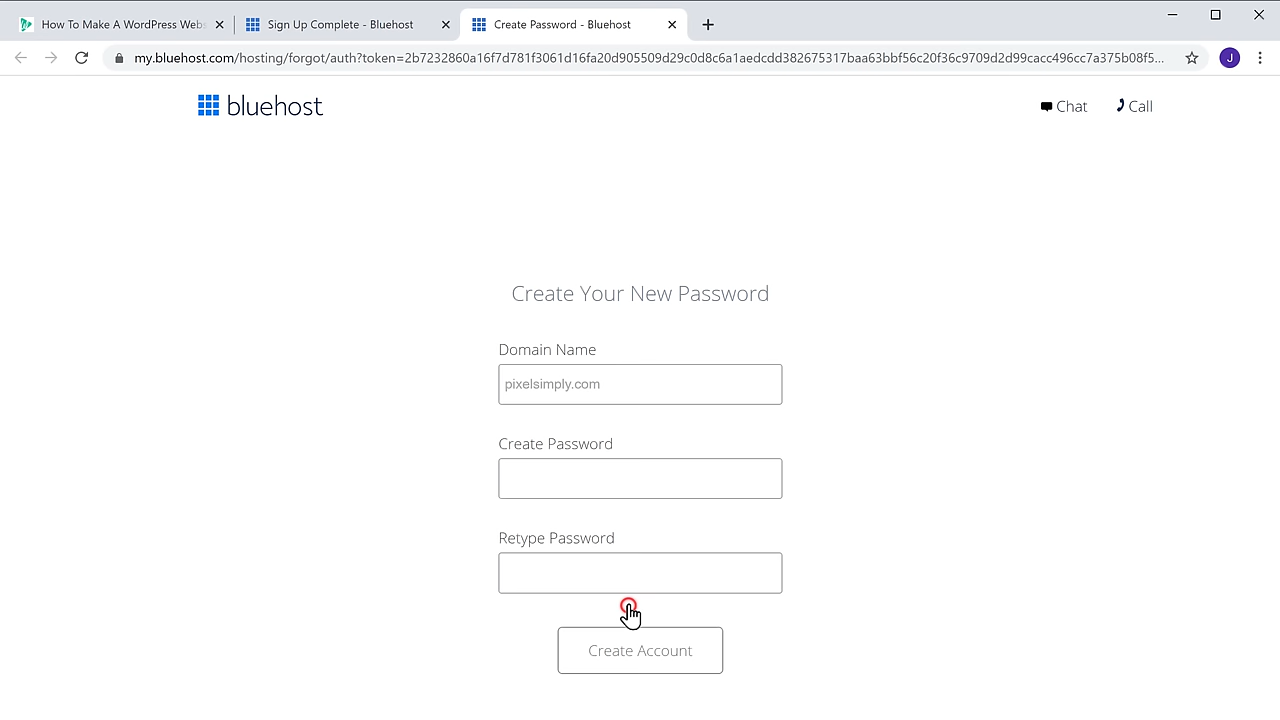 How To Make A WordPress Webs
Sign Up Complete - Bluehost
Create Password - Bluehost
my.bluehost.com/hosting/forgot/auth?token=2b7232860a16f7d781f3061d16fa20d905509d29c0d8c6a1aedcdd382675317baa63bbf56c20f36c9709d2d99cacc496cc7a375b08f5...
J
bluehost
Chat
Call
Create Your New Password
Domain Name
pixelsimply.com
Create Password
Retype Password
Create Account